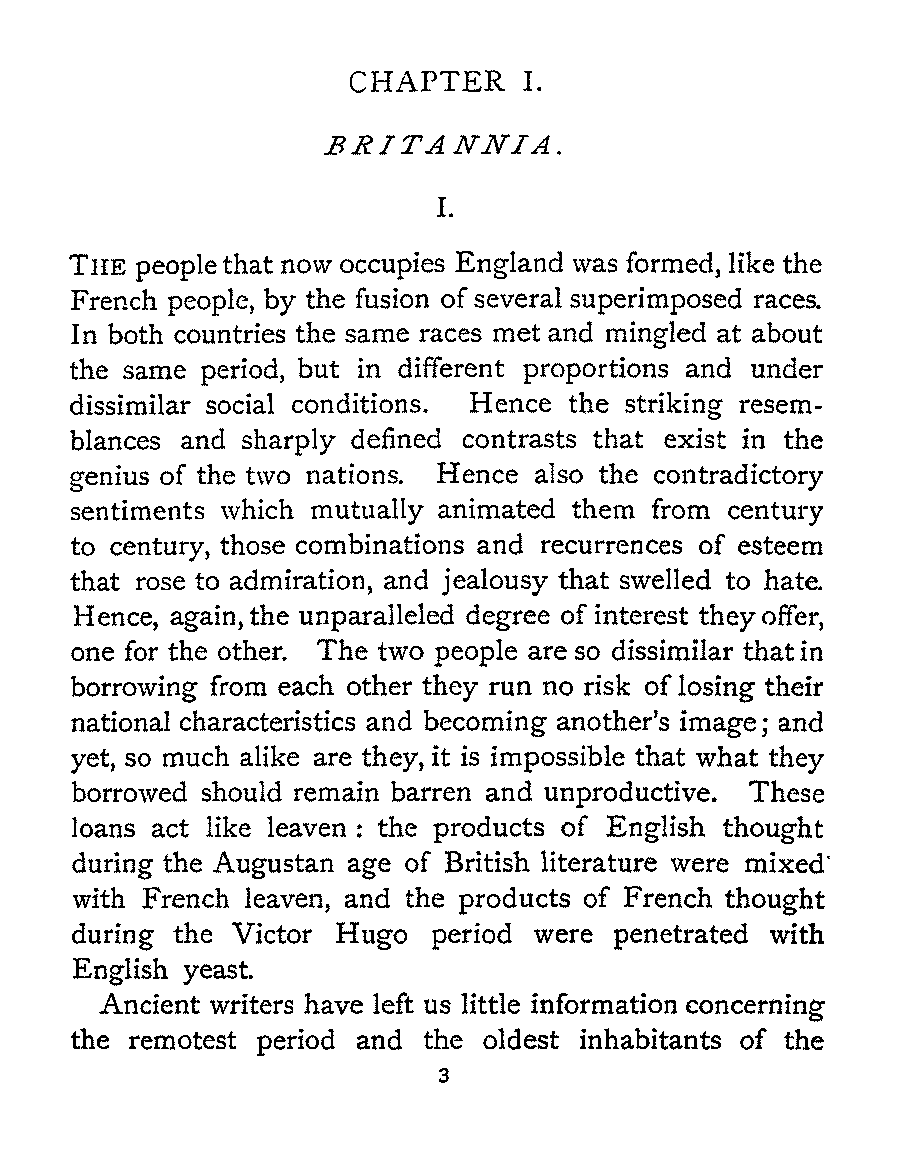 CHAPTER I.
BRITANNIA.
I.
THE people that now occupies England was formed, like the
French people, by the fusion of several superimposed races.
In both countries the same races met and mingled at about
the same period, but in different proportions and under
dissimilar social conditions. Hence the striking resem-
blances and sharply defined contrasts that exist in the
genius of the two nations. Hence also the contradictory
sentiments which mutually animated them from century
to century, those combinations and recurrences of esteem
that rose to admiration, and jealousy that swelled to hate.
Hence, again, the unparalleled degree of interest they offer,
one for the other. The two people are so dissimilar that in
borrowing from each other they run no risk of losing their
national characteristics and becoming another's image; and
yet, so much alike are they, it is impossible that what they
borrowed should remain barren and unproductive. These
loans act like leaven : the products of English thought
during the Augustan age of British literature were mixed
with French leaven, and the products of French thought
during the Victor Hugo period were penetrated with
English yeast.
Ancient writers have left us little information concerning
the remotest period and the oldest inhabitants of the
3